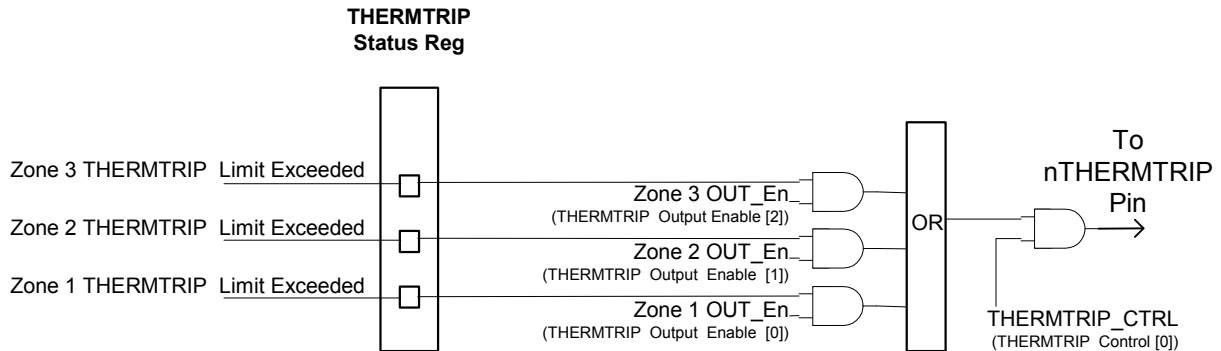 THERMTRIP
Status Reg
Zone 3 THERMTRIP Limit Exceeded
Zone 3 OUT_En
(THERMTRIP Output Enable [2])
Zone 2 THERMTRIP Limit Exceeded
Zone 2 OUT_En
(THERMTRIP Output Enable [1])
Zone 1 THERMTRIP Limit Exceeded
Zone 1 OUT_En
(THERMTRIP Output Enable [0])
OR
To
nTHERMTRIP
Pin
THERMTRIP_CTRL
(THERMTRIP Control [0])